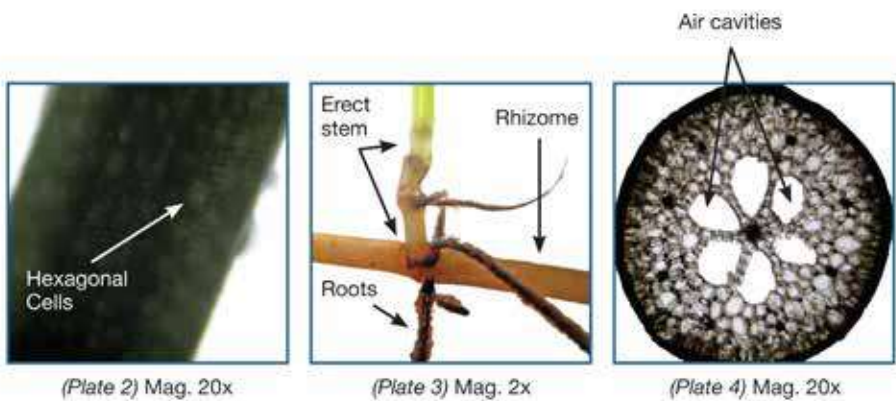 Air cavities
Erect
stem
Rhizome
Hexagonal
Cells
Roots
(Plate 2) Mag. 20x
(Plate 3) Mag. 2x
(Plate 4) Mag. 20x